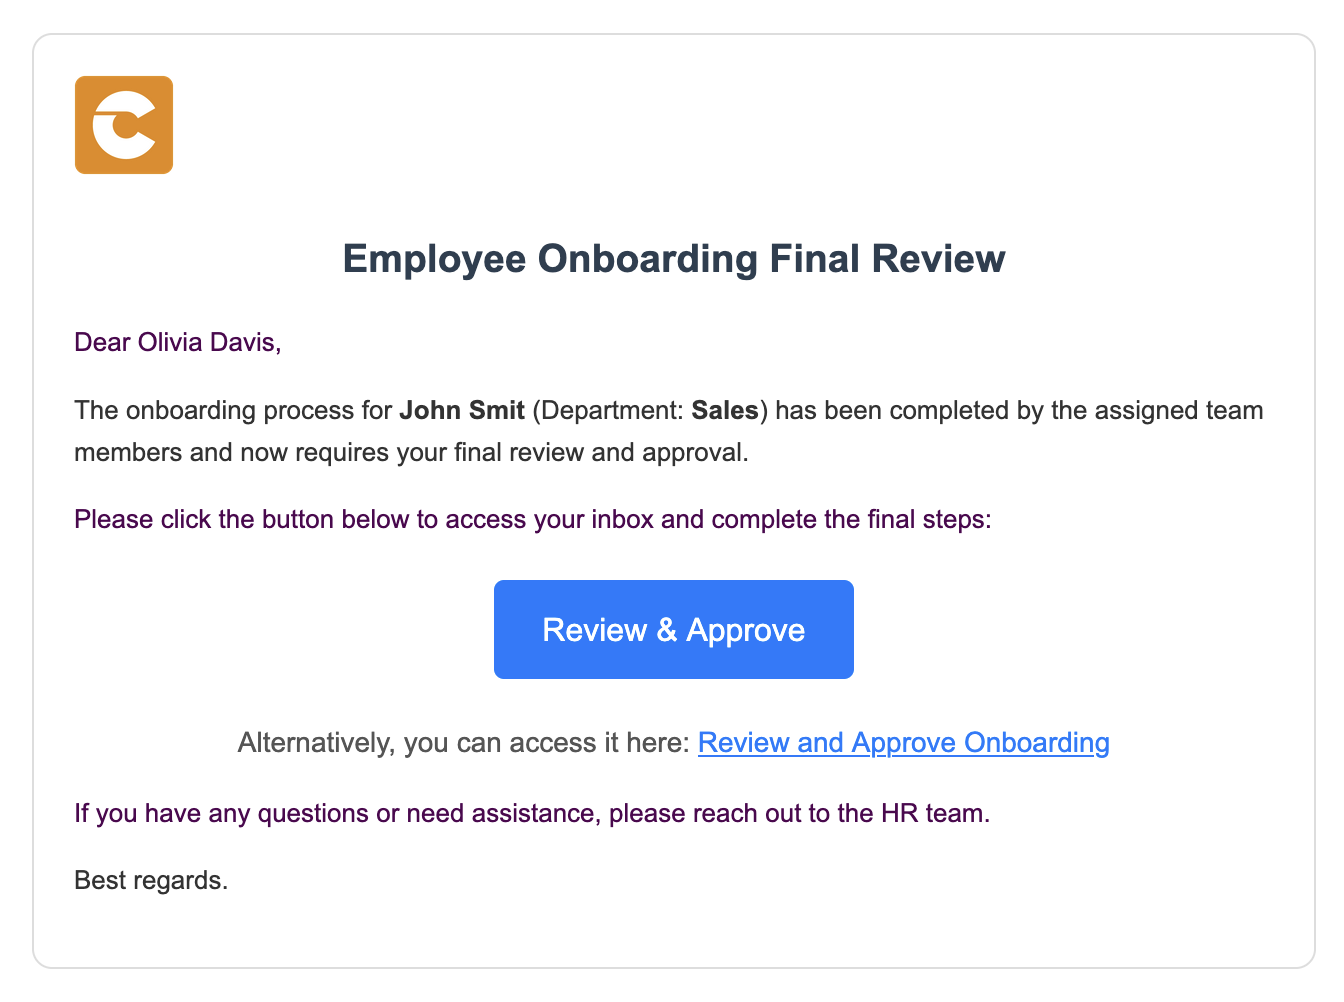 Employee Onboarding Final Review
Dear Olivia Davis,
The onboarding process for John Smit (Department: Sales) has been completed by the assigned team
members and now requires your final review and approval.
Please click the button below to access your inbox and complete the final steps:
Review & Approve
Alternatively, you can access it here: Review and Approve Onboarding
If you have any questions or need assistance, please reach out to the HR team.
Best regards.